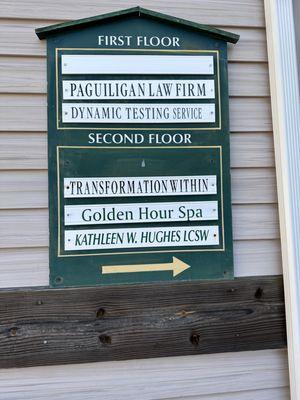 FIRST FLOOR
PAGUILIGAN LAW FIRM
DYNAMIC TESTING SERVICE
SECOND FLOOR
TRANSFORMATION WITHIN
Golden Hour Spa
KATHLEEN W. HUGHES LCSW